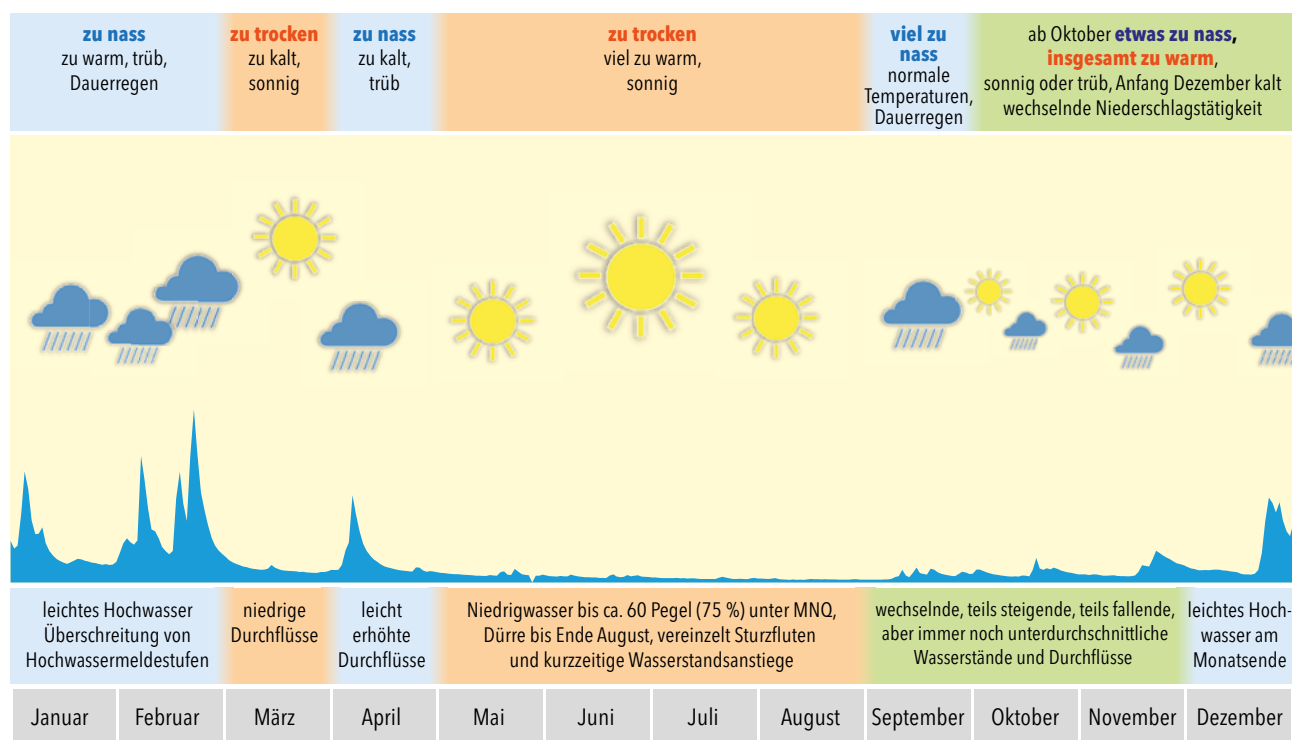 zu nass
zu warm, trüb,
Dauerregen
zu trocken
zu kalt,
sonnig
zu nass
zu kalt,
trüb
zu trocken
viel zu warm,
sonnig
viel zu
nass
normale
Temperaturen,
Dauerregen
ab Oktober etwas zu nass,
insgesamt zu warm,
sonnig oder trüb, Anfang Dezember kalt
wechselnde Niederschlagstätigkeit
leichtes Hochwasser
Überschreitung von
Hochwassermeldestufen
niedrige
Durchflüsse
leicht
erhöhte
Durchflüsse
Niedrigwasser bis ca. 60 Pegel (75 %) unter MNQ,
Dürre bis Ende August, vereinzelt Sturzfluten
und kurzzeitige Wasserstandsanstiege
wechselnde, teils steigende, teils fallende,
aber immer noch unterdurchschnittliche
Wasserstände und Durchflüsse
leichtes Hoch-
wasser am
Monatsende
Januar
Februar
März
April
Mai
Juni
Juli
August
September
Oktober
November
Dezember